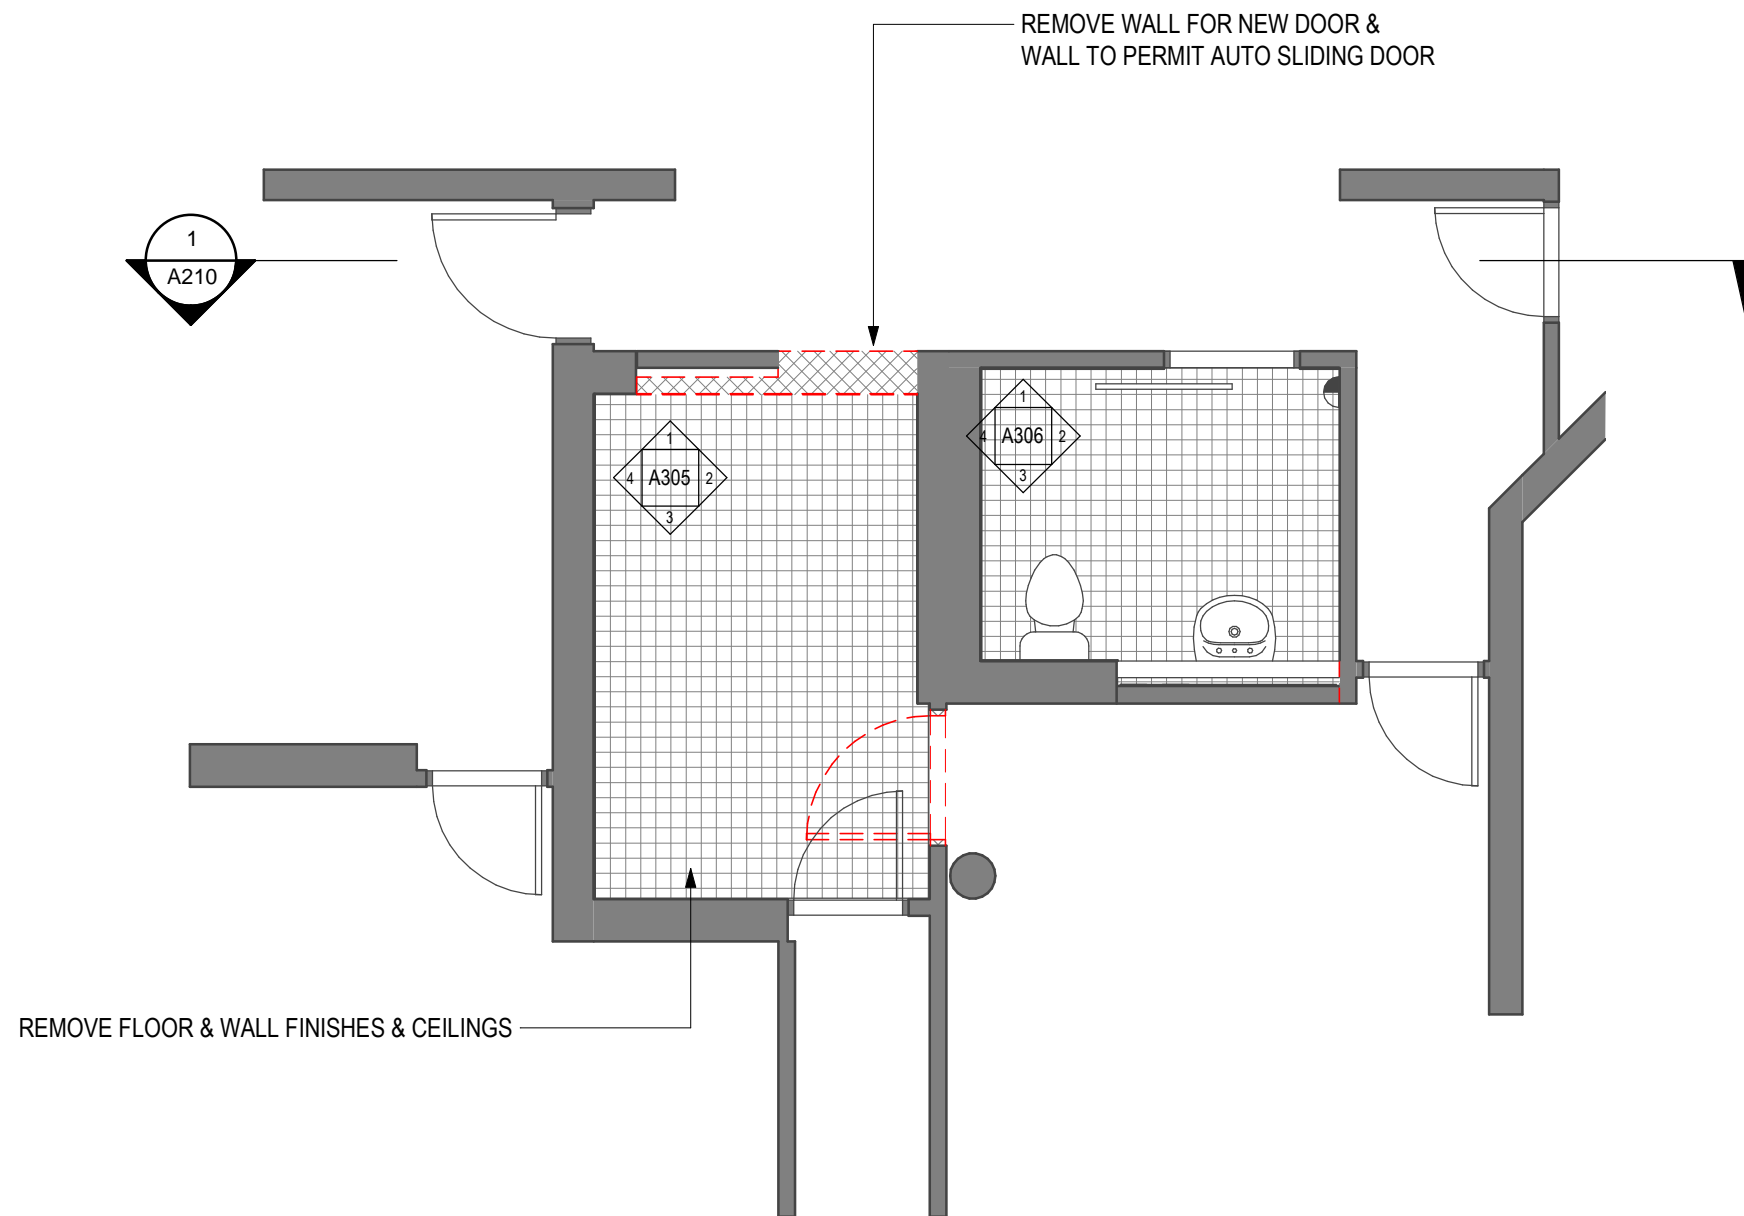 REMOVE WALL FOR NEW DOOR &
WALL TO PERMIT AUTO SLIDING DOOR
1
A210
1
4 A305 2
3
1
4 A306 2
3
REMOVE FLOOR & WALL FINISHES & CEILINGS